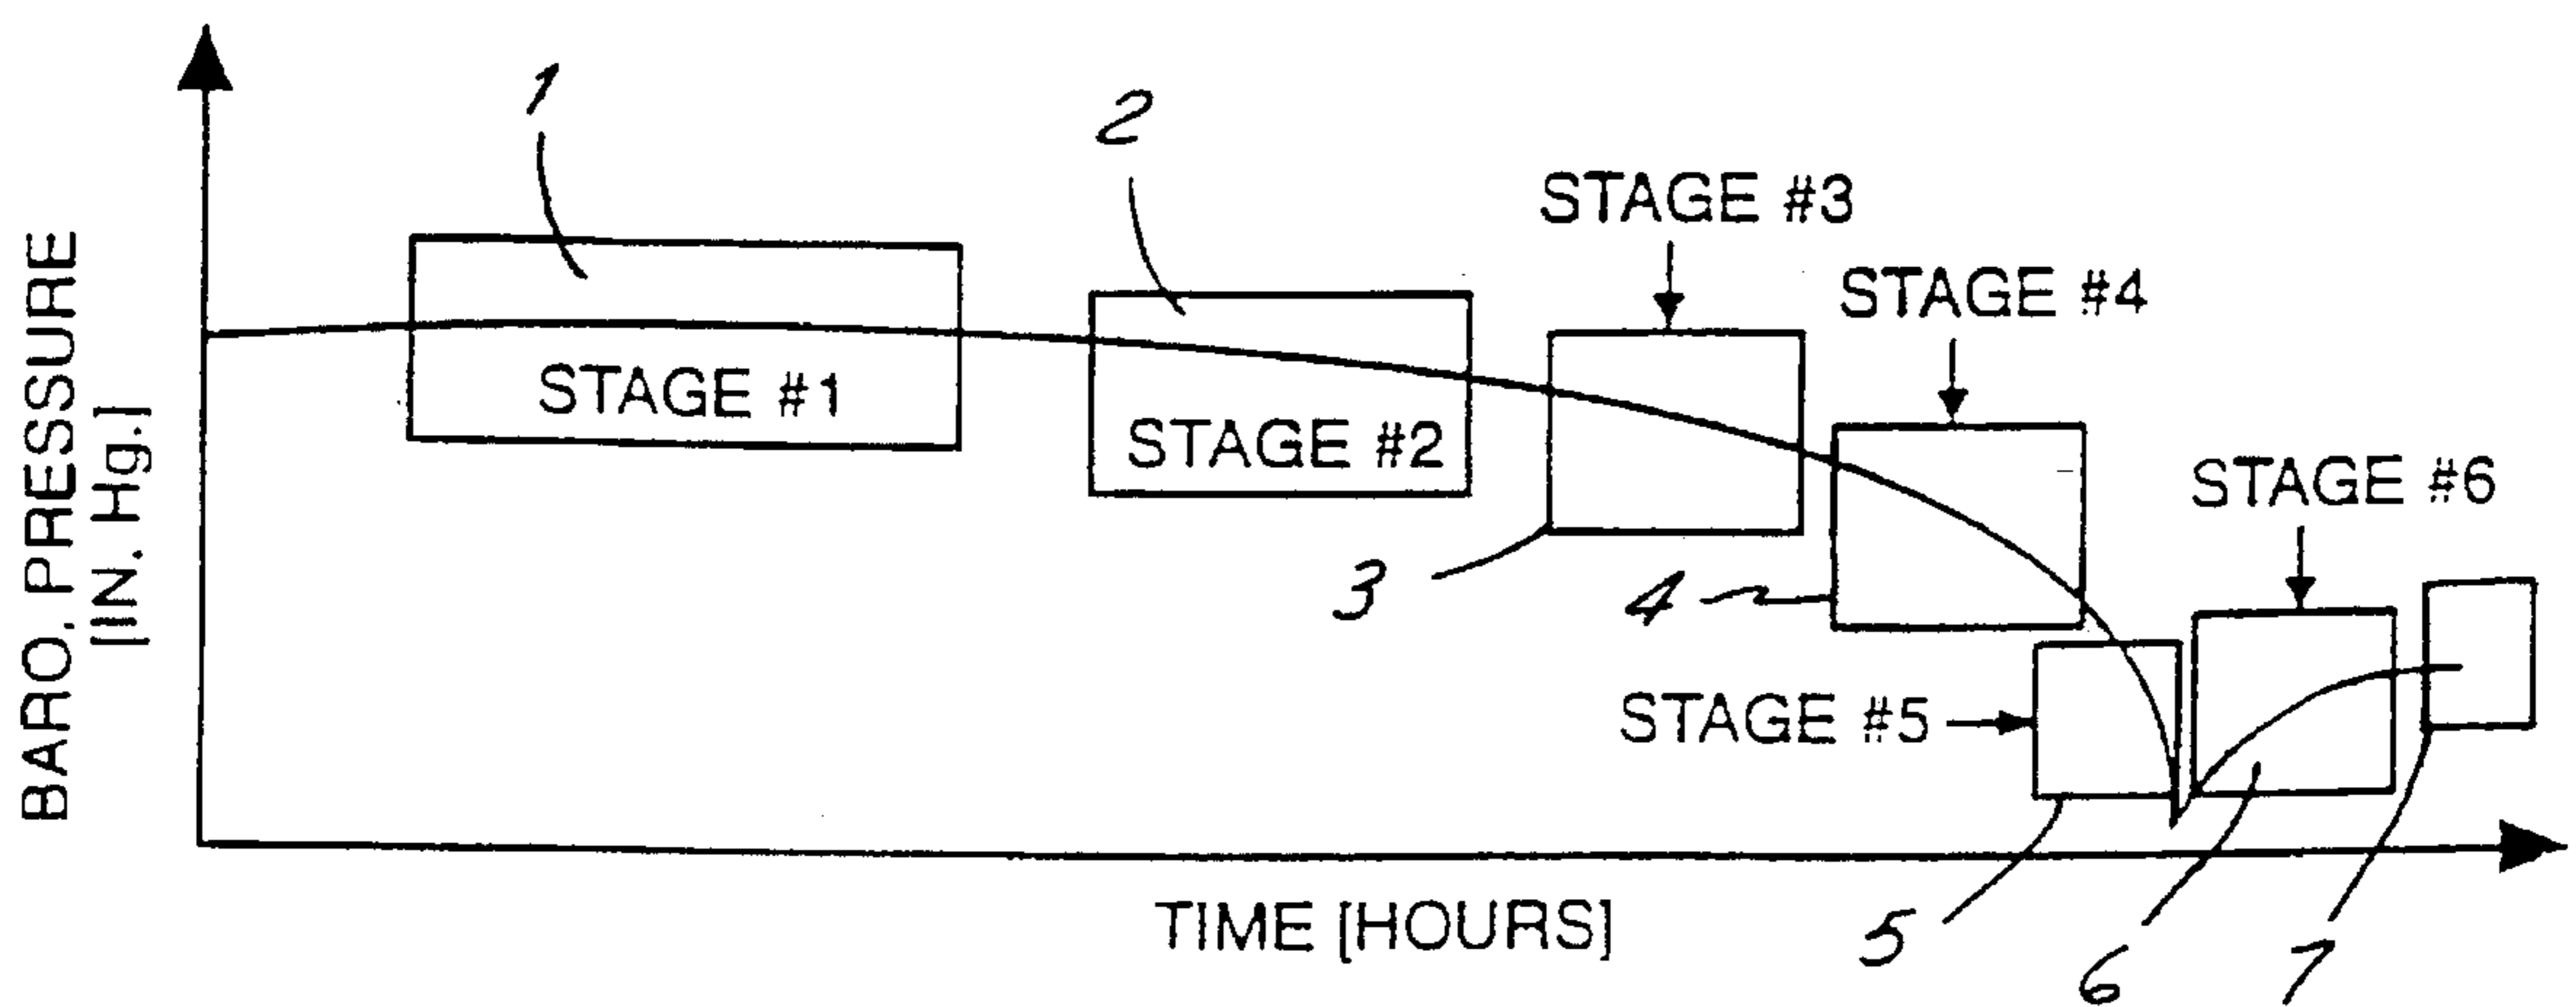 1
2
STAGE #3
STAGE #4
STAGE #1
STAGE #2
STAGE #6
3
4
STAGE #5
BARO, PRESSURE
[IN. Hg.]
TIME [HOURS]
5
6
7